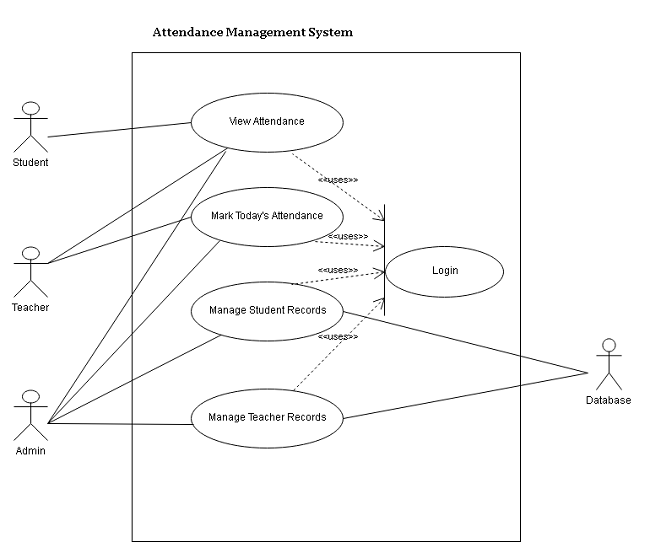 Attendance Management System
View Attendance
Student
<<uses>>
Mark Today's Attendance
<<uses>>
Login
<<uses>>
Teacher
Manage Student Records
<<uses>>
Database
Manage Teacher Records
Admin